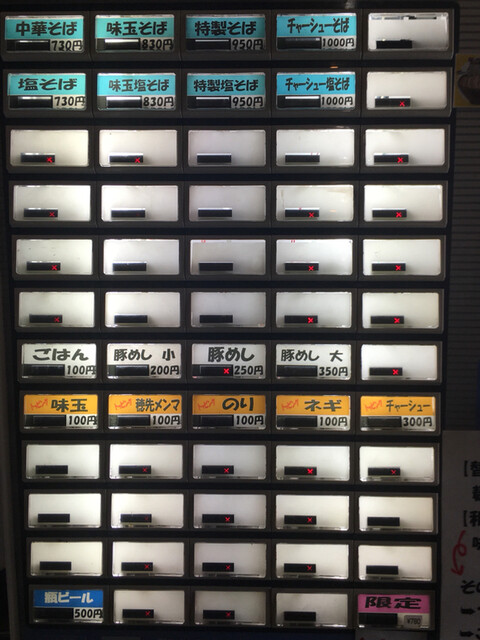 中華そば 味玉そば 特製そば チャーシューそば
730円 830円 950円 1000円
塩そば 味玉塩そば 特製塩そば チャーシュー塩そば
730円 830円 950円 1000円
ごはん 豚めし 小 豚めし 豚めし 大
100円 200円 250円 350円
味玉 穂先メンマ のり ネギ チャーシュー
100円 100円 100円 100円 300円
瓶ビール 限定
500円